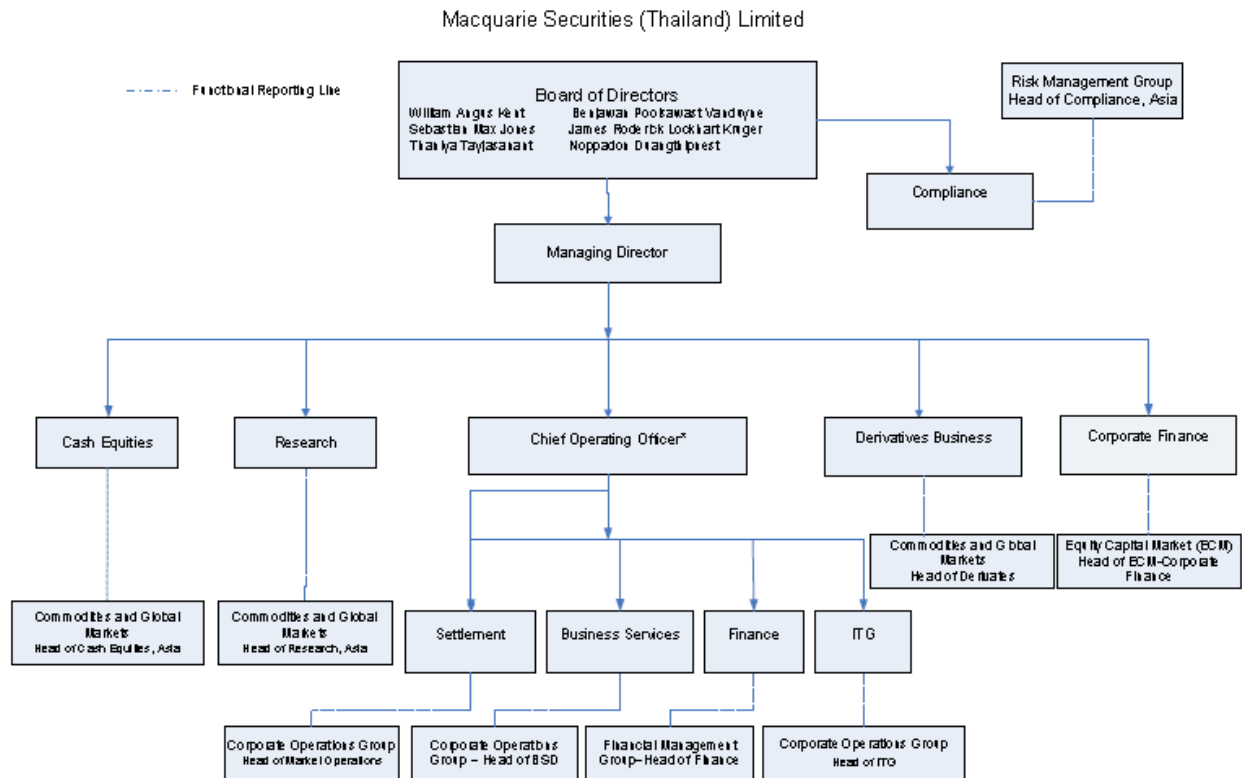 Macquarie Securities (Thailand) Limited
Functional Reporting Line
Risk Management Group
Head of Compliance, Asia
Board of Directors
William Angus Kent Benjawan Pooksawast Vanduyne
Sebastian Max Jones James Roderick Lockhart Kruger
Thaniya Tayjasanant Noppadon Duangthipnest
Compliance
Managing Director
Cash Equities
Research
Chief Operating Officer*
Derivatives Business
Corporate Finance
Commodities and Global
Markets
Head of Derivates
Equity Capital Market (ECM)
Head of ECM-Corporate
Finance
Commodities and Global
Markets
Head of Cash Equities, Asia
Commodities and Global
Markets
Head of Research, Asia
Settlement
Business Services
Finance
ITG
Corporate Operations Group
Head of Market Operations
Corporate Operations
Group – Head of BSD
Financial Management
Group–Head of Finance
Corporate Operations Group
Head of ITG